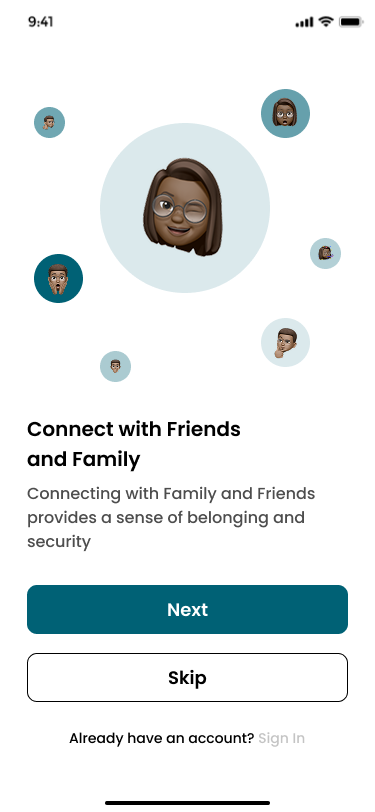 9:41
Connect with Friends
and Family
Connecting with Family and Friends
provides a sense of belonging and
security
Next
Skip
Already have an account? Sign In